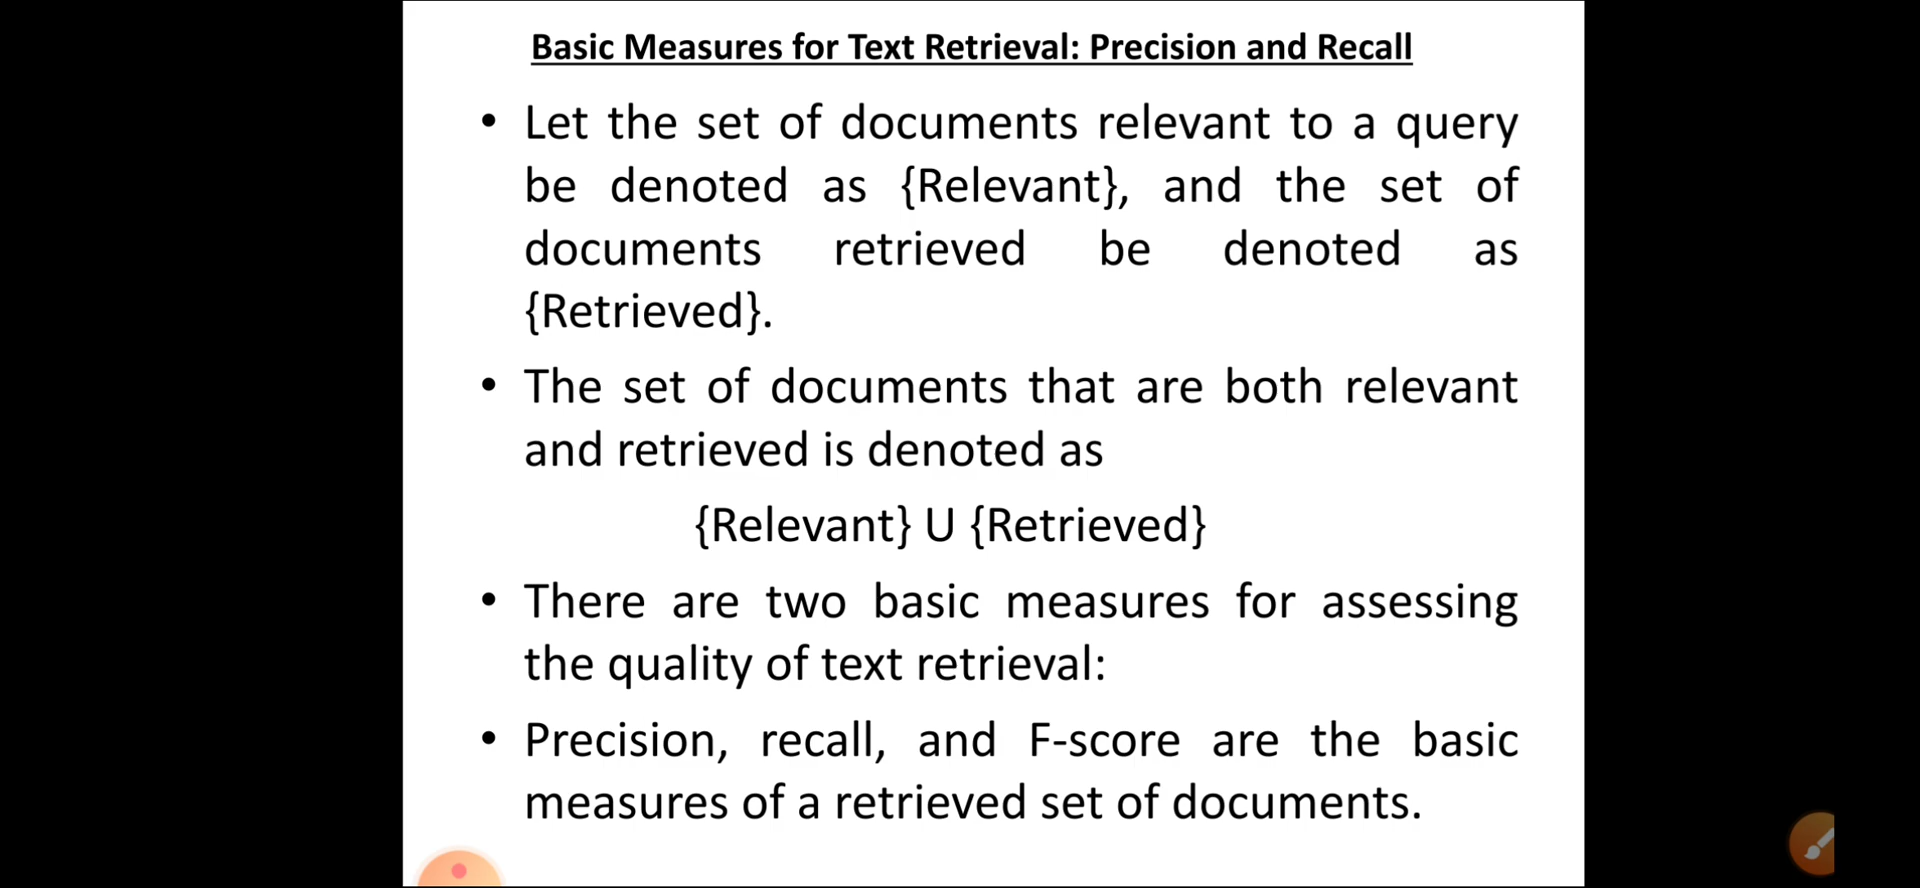 Basic Measures for Text Retrieval: Precision and Recall
• Let the set of documents relevant to a query
be denoted as {Relevant}, and the set of
documents retrieved be denoted as
{Retrieved}.
• The set of documents that are both relevant
and retrieved is denoted as
{Relevant} U {Retrieved}
• There are two basic measures for assessing
the quality of text retrieval:
• Precision, recall, and F-score are the basic
measures of a retrieved set of documents.